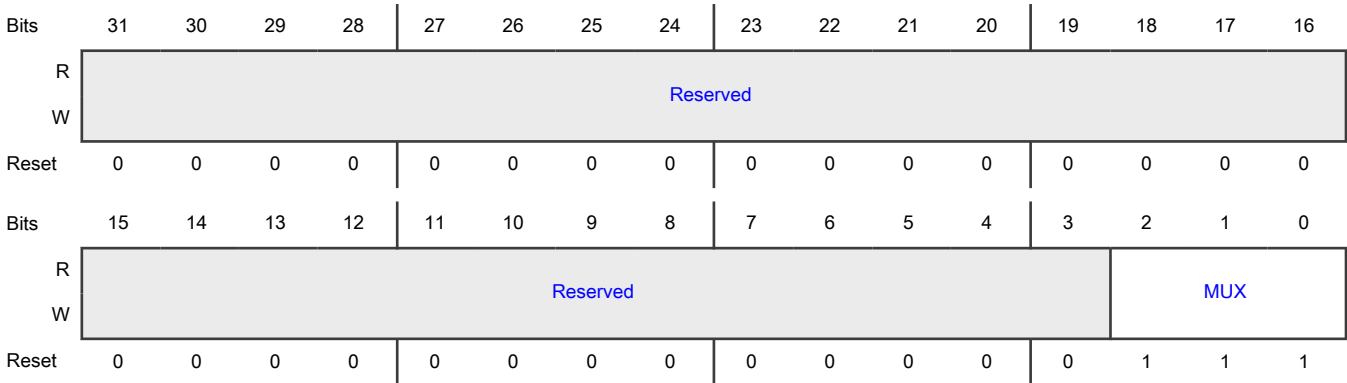 Bits 31 30 29 28 27 26 25 24 23 22 21 20 19 18 17 16
R
Reserved
W
Reset 0 0 0 0 0 0 0 0 0 0 0 0 0 0 0 0
Bits 15 14 13 12 11 10 9 8 7 6 5 4 3 2 1 0
R
Reserved MUX
W
Reset 0 0 0 0 0 0 0 0 0 0 0 0 0 1 1 1